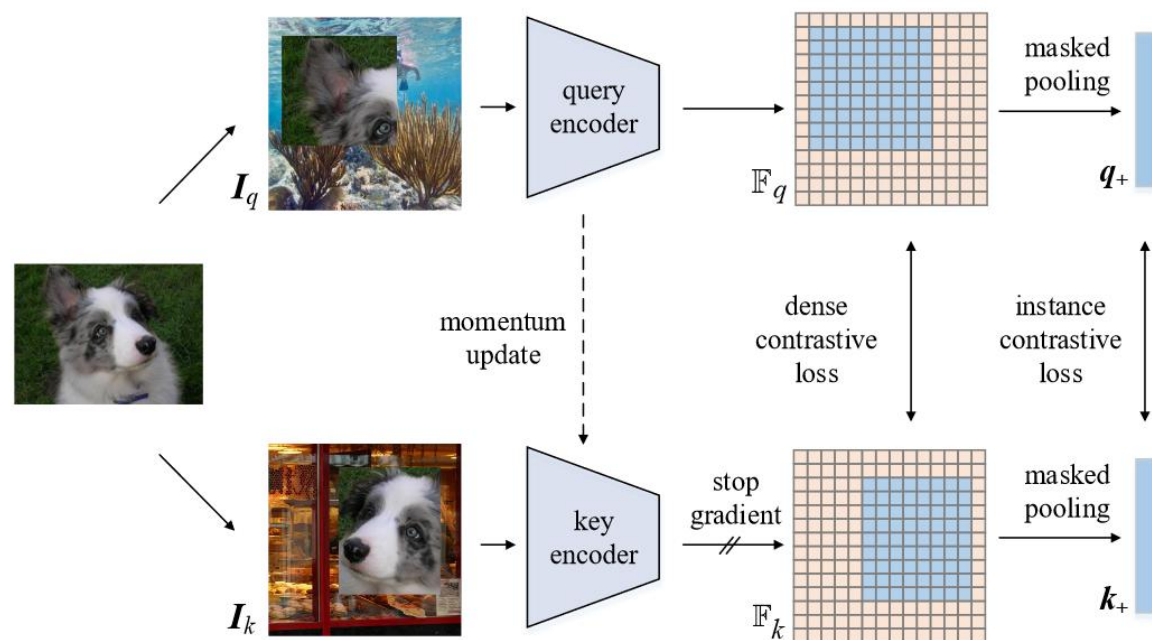 I_q
query
encoder
𝔽_q
masked
pooling
q_+
momentum
update
dense
contrastive
loss
instance
contrastive
loss
I_k
key
encoder
stop
gradient
𝔽_k
masked
pooling
k_+